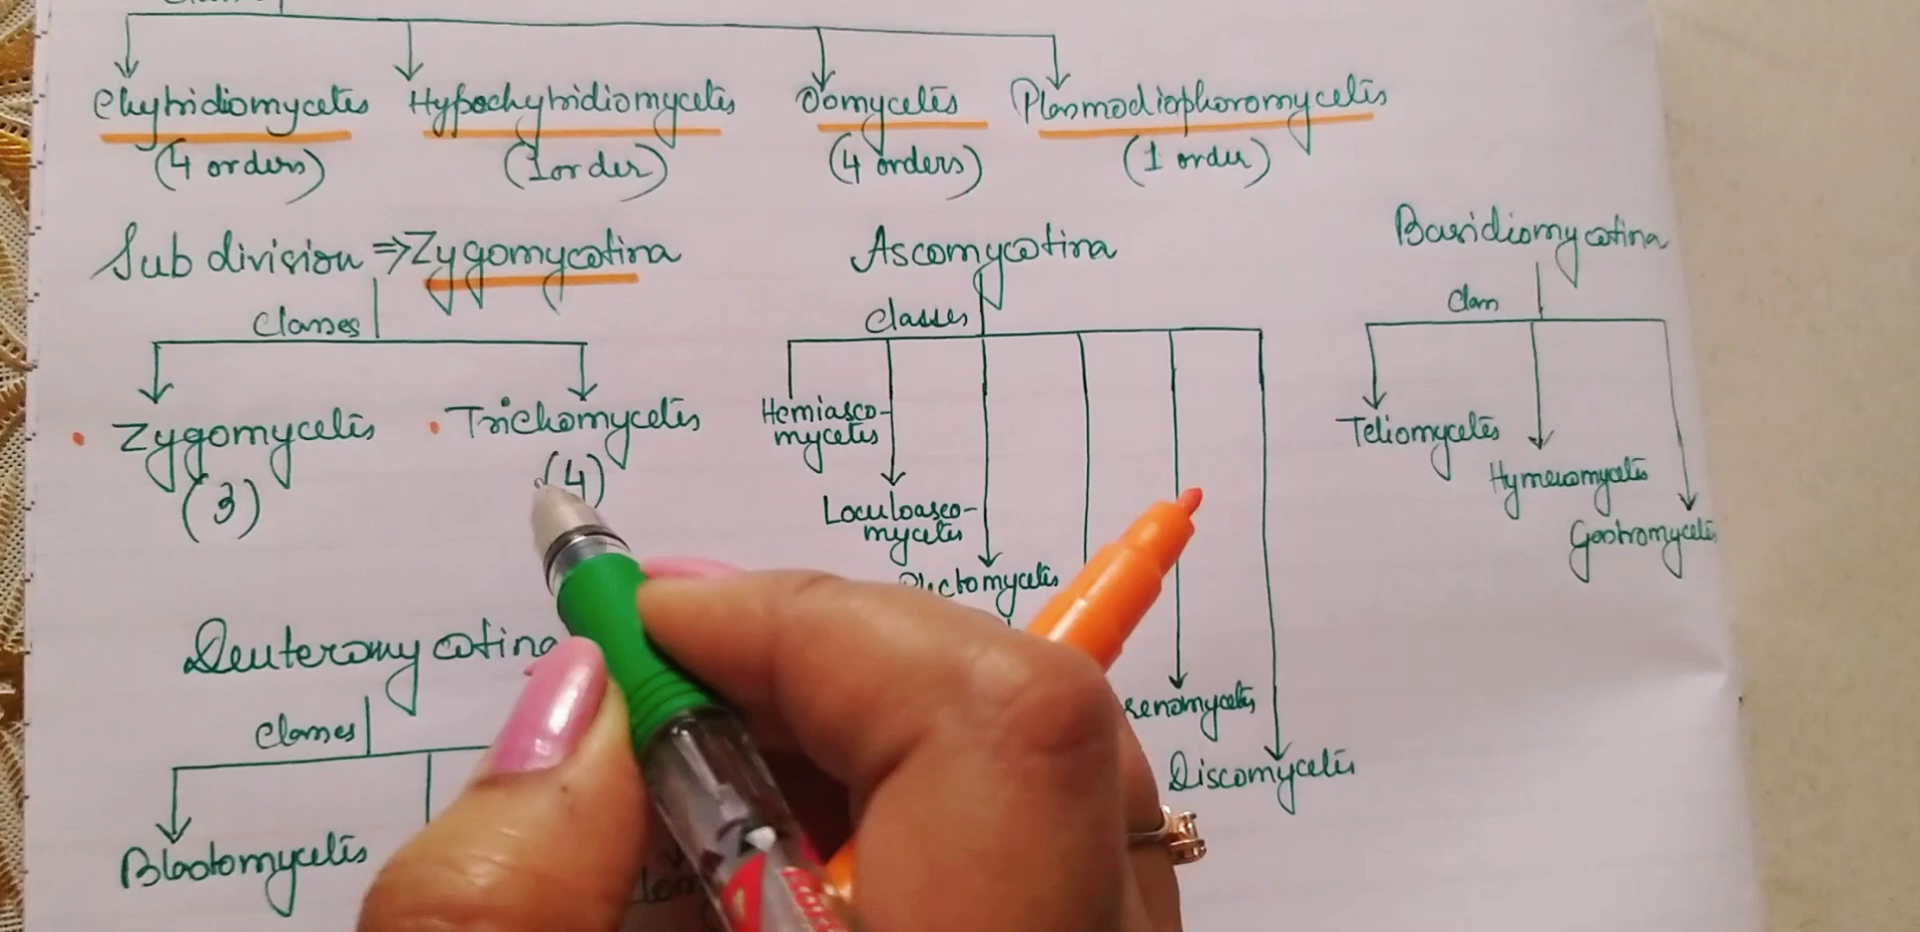 Chytridiomycetes Hypochytridiomycetes Oomycetes Plasmodiophoromycetes
(4 orders) (1 order) (4 orders) (1 order)
Sub division ⇒ Zygomycotina Ascomycotina Basidiomycotina
Classes Classes Class
Zygomycetes Trichomycetes
(3) (4)
Hemiasco-
mycetes
Loculoasco-
mycetes
Teliomycetes
Hymenomycetes
Gastromycetes
Deuteromycotina
Classes
Discomycetes
Blastomycetes